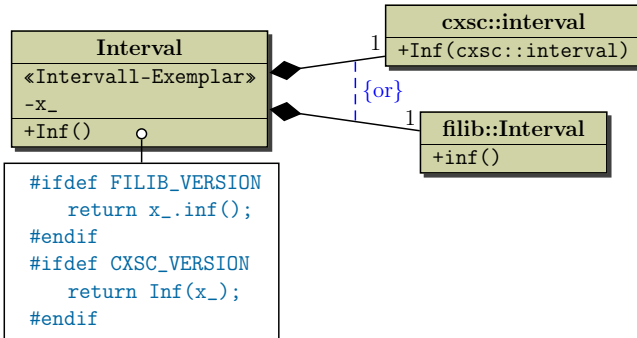 Interval
«Intervall-Exemplar»
-x_
+Inf()
#ifdef FILIB_VERSION
return x_.inf();
#endif
#ifdef CXSC_VERSION
return Inf(x_);
#endif
1
{or}
1
cxsc::interval
+Inf(cxsc::interval)
filib::Interval
+inf()